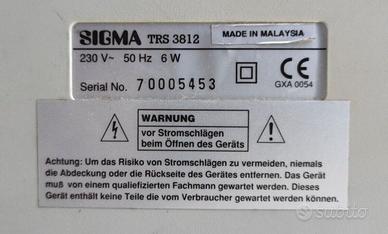 SIGMA TRS 3812
MADE IN MALAYSIA
230 V~ 50 Hz 6 W
Serial No. 70005453
CE
GXA 0054
WARNUNG
vor Stromschlägen
beim Öffnen des Geräts
Achtung: Um das Risiko von Stromschlägen zu vermeiden, niemals
die Abdeckung oder die Rückseite des Gerätes entfernen. Das Gerät
muß von einem qualiefizierten Fachmann gewartet werden. Dieses
Gerät enthält keine Teile die vom Verbraucher gewartet werden könnten.
subito